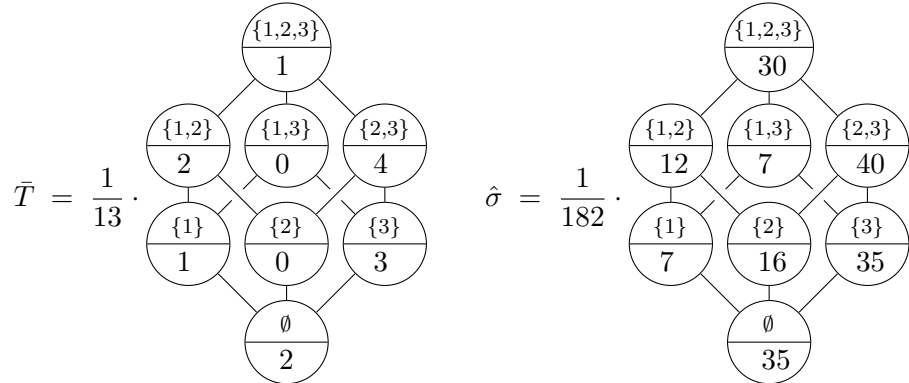 {1,2,3} {1,2,3}
1 30
{1,2} {1,3} {2,3} {1,2} {1,3} {2,3}
2 0 4 12 7 40
T̄ = 1/13 · σ̂ = 1/182 ·
{1} {2} {3} {1} {2} {3}
1 0 3 7 16 35
∅ ∅
2 35